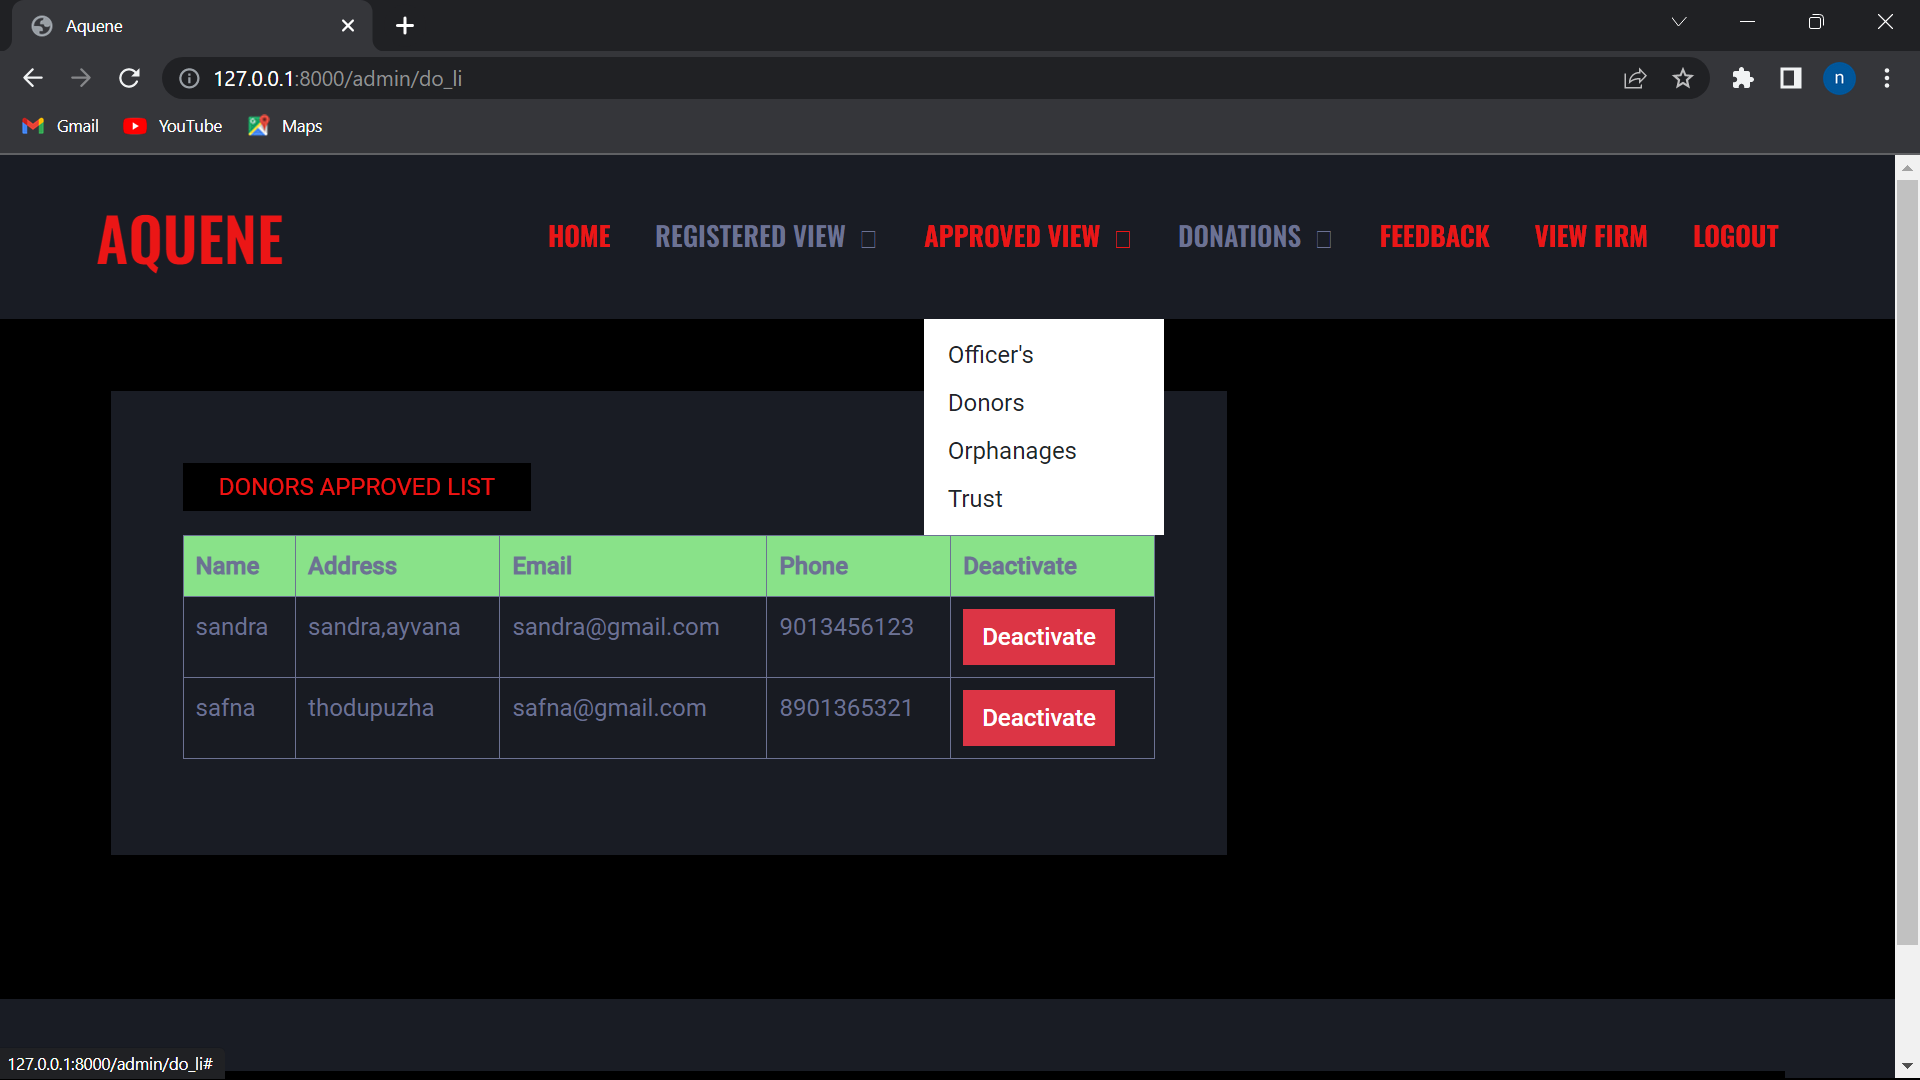 Aquene
127.0.0.1:8000/admin/do_li
n
Gmail YouTube Maps
AQUENE
HOME REGISTERED VIEW APPROVED VIEW DONATIONS FEEDBACK VIEW FIRM LOGOUT
Officer's
Donors
Orphanages
Trust
DONORS APPROVED LIST
Name Address Email Phone Deactivate
sandra sandra,ayvana sandra@gmail.com 9013456123 Deactivate
safna thodupuzha safna@gmail.com 8901365321 Deactivate
127.0.0.1:8000/admin/do_li#